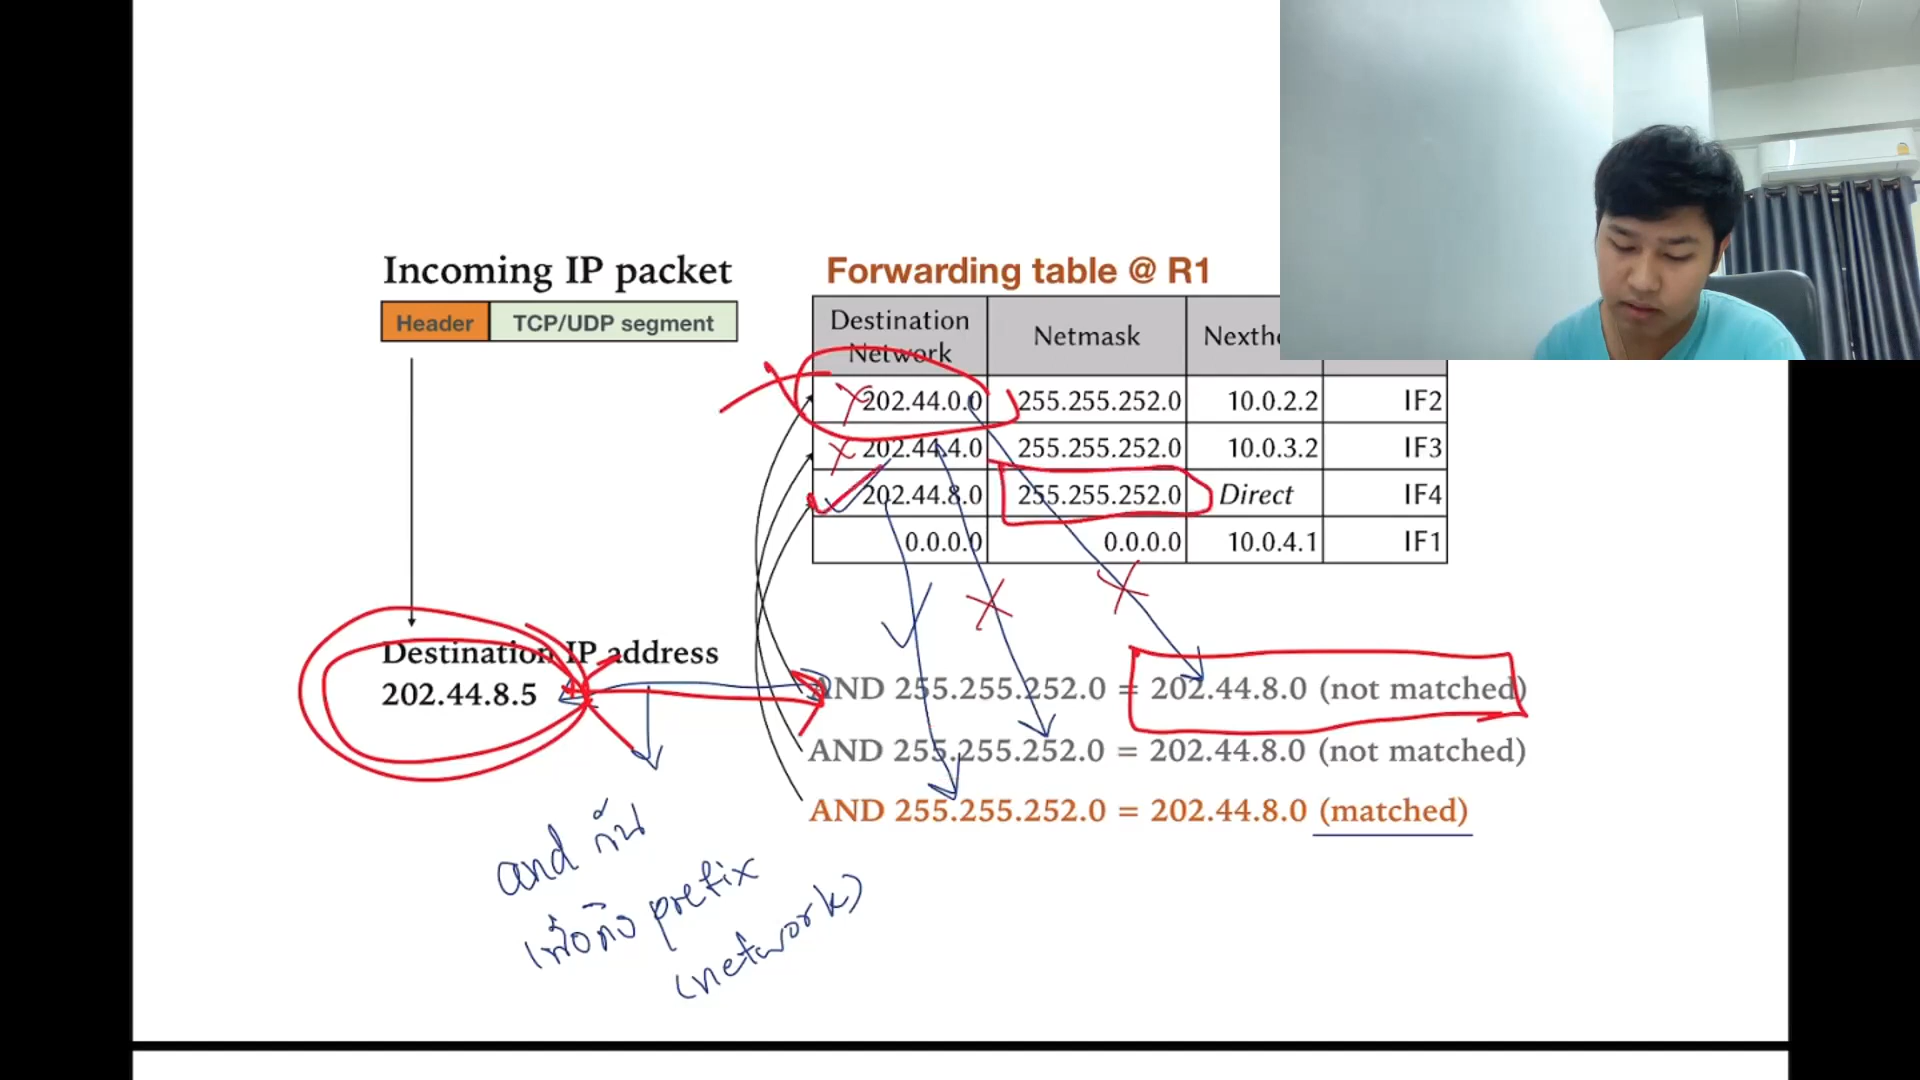 Incoming IP packet
Header TCP/UDP segment
Forwarding table @ R1
Destination Network Netmask
202.44.0.0 255.255.252.0 10.0.2.2 IF2
202.44.4.0 255.255.252.0 10.0.3.2 IF3
202.44.8.0 255.255.252.0 Direct IF4
0.0.0.0 0.0.0.0 10.0.4.1 IF1
Destination IP address
202.44.8.5
AND 255.255.252.0 = 202.44.8.0 (not matched)
AND 255.255.252.0 = 202.44.8.0 (not matched)
AND 255.255.252.0 = 202.44.8.0 (matched)
and กัน
เพื่อดึง prefix
(network)